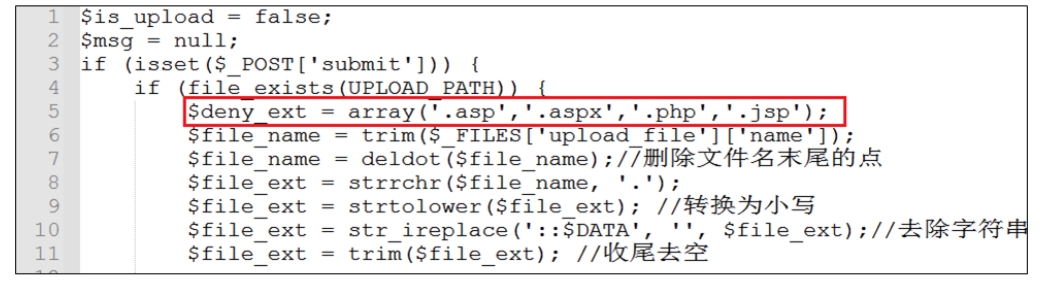 1 $is_upload = false;
2 $msg = null;
3 if (isset($_POST['submit'])) {
4 if (file_exists(UPLOAD_PATH)) {
5 $deny_ext = array('.asp','.aspx','.php','.jsp');
6 $file_name = trim($_FILES['upload_file']['name']);
7 $file_name = deldot($file_name);//删除文件名末尾的点
8 $file_ext = strrchr($file_name, '.');
9 $file_ext = strtolower($file_ext); //转换为小写
10 $file_ext = str_ireplace('::$DATA', '', $file_ext);//去除字符串
11 $file_ext = trim($file_ext); //收尾去空